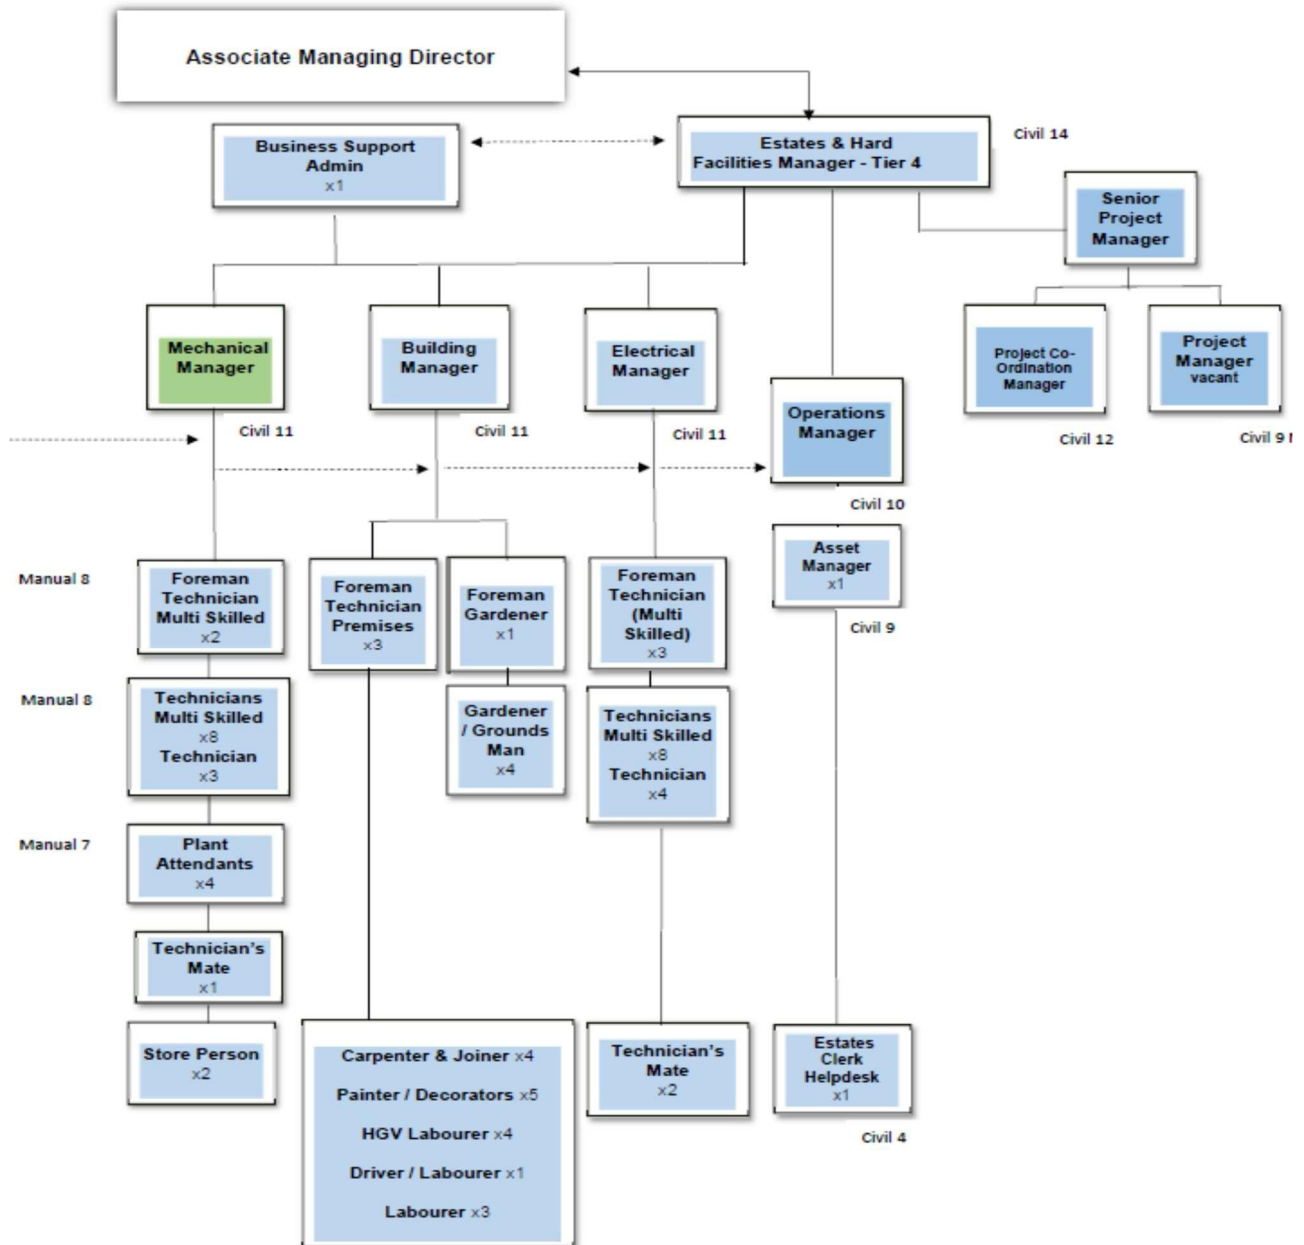 Associate Managing Director
Business Support
Admin
x1
Estates & Hard
Facilities Manager - Tier 4
Civil 14
Senior
Project
Manager
Mechanical
Manager
Civil 11
Building
Manager
Civil 11
Electrical
Manager
Civil 11
Operations
Manager
Civil 10
Project Co-
Ordination
Manager
Civil 12
Project
Manager
vacant
Civil 9
Asset
Manager
x1
Civil 9
Manual 8
Foreman
Technician
Multi Skilled
x2
Foreman
Technician
Premises
x3
Foreman
Gardener
x1
Foreman
Technician
(Multi
Skilled)
x3
Manual 8
Technicians
Multi Skilled
x8
Technician
x3
Gardener
/ Grounds
Man
x4
Technicians
Multi Skilled
x8
Technician
x4
Manual 7
Plant
Attendants
x4
Technician's
Mate
x1
Store Person
x2
Carpenter & Joiner x4
Painter / Decorators x5
HGV Labourer x4
Driver / Labourer x1
Labourer x3
Technician's
Mate
x2
Estates
Clerk
Helpdesk
x1
Civil 4